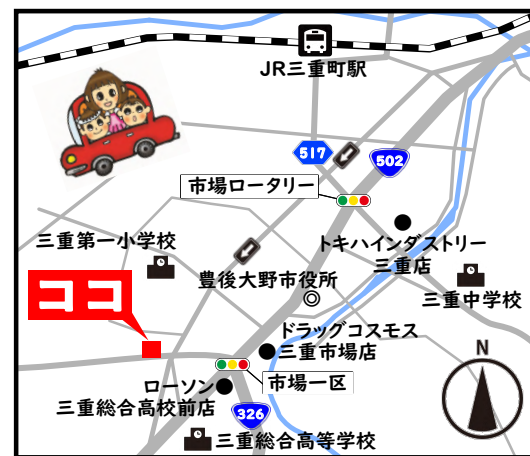 JR三重町駅
517
502
市場ロータリー
三重第一小学校
トキハインダストリー
三重店
豊後大野市役所
三重中学校
ココ
ドラッグコスモス
三重市場店
N
市場一区
ローソン
三重総合高校前店
326
三重総合高等学校